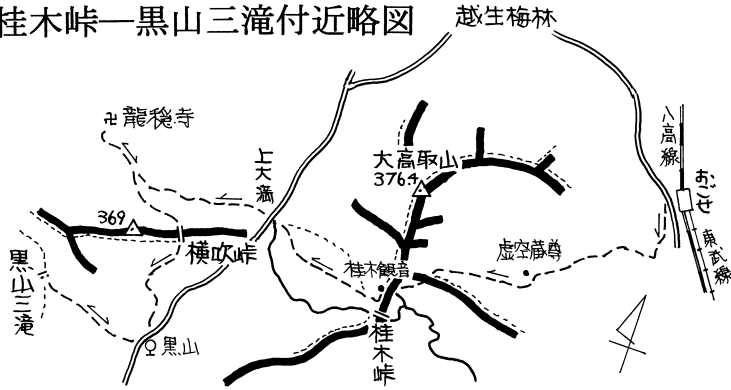 桂木峠―黒山三滝付近略図
越生梅林
卍龍穏寺
八高線
上大満
大高取山
376.4
おごせ
369
横吹峠
虚空蔵尊
東武線
黒山三滝
桂木観音
黒山
桂木峠